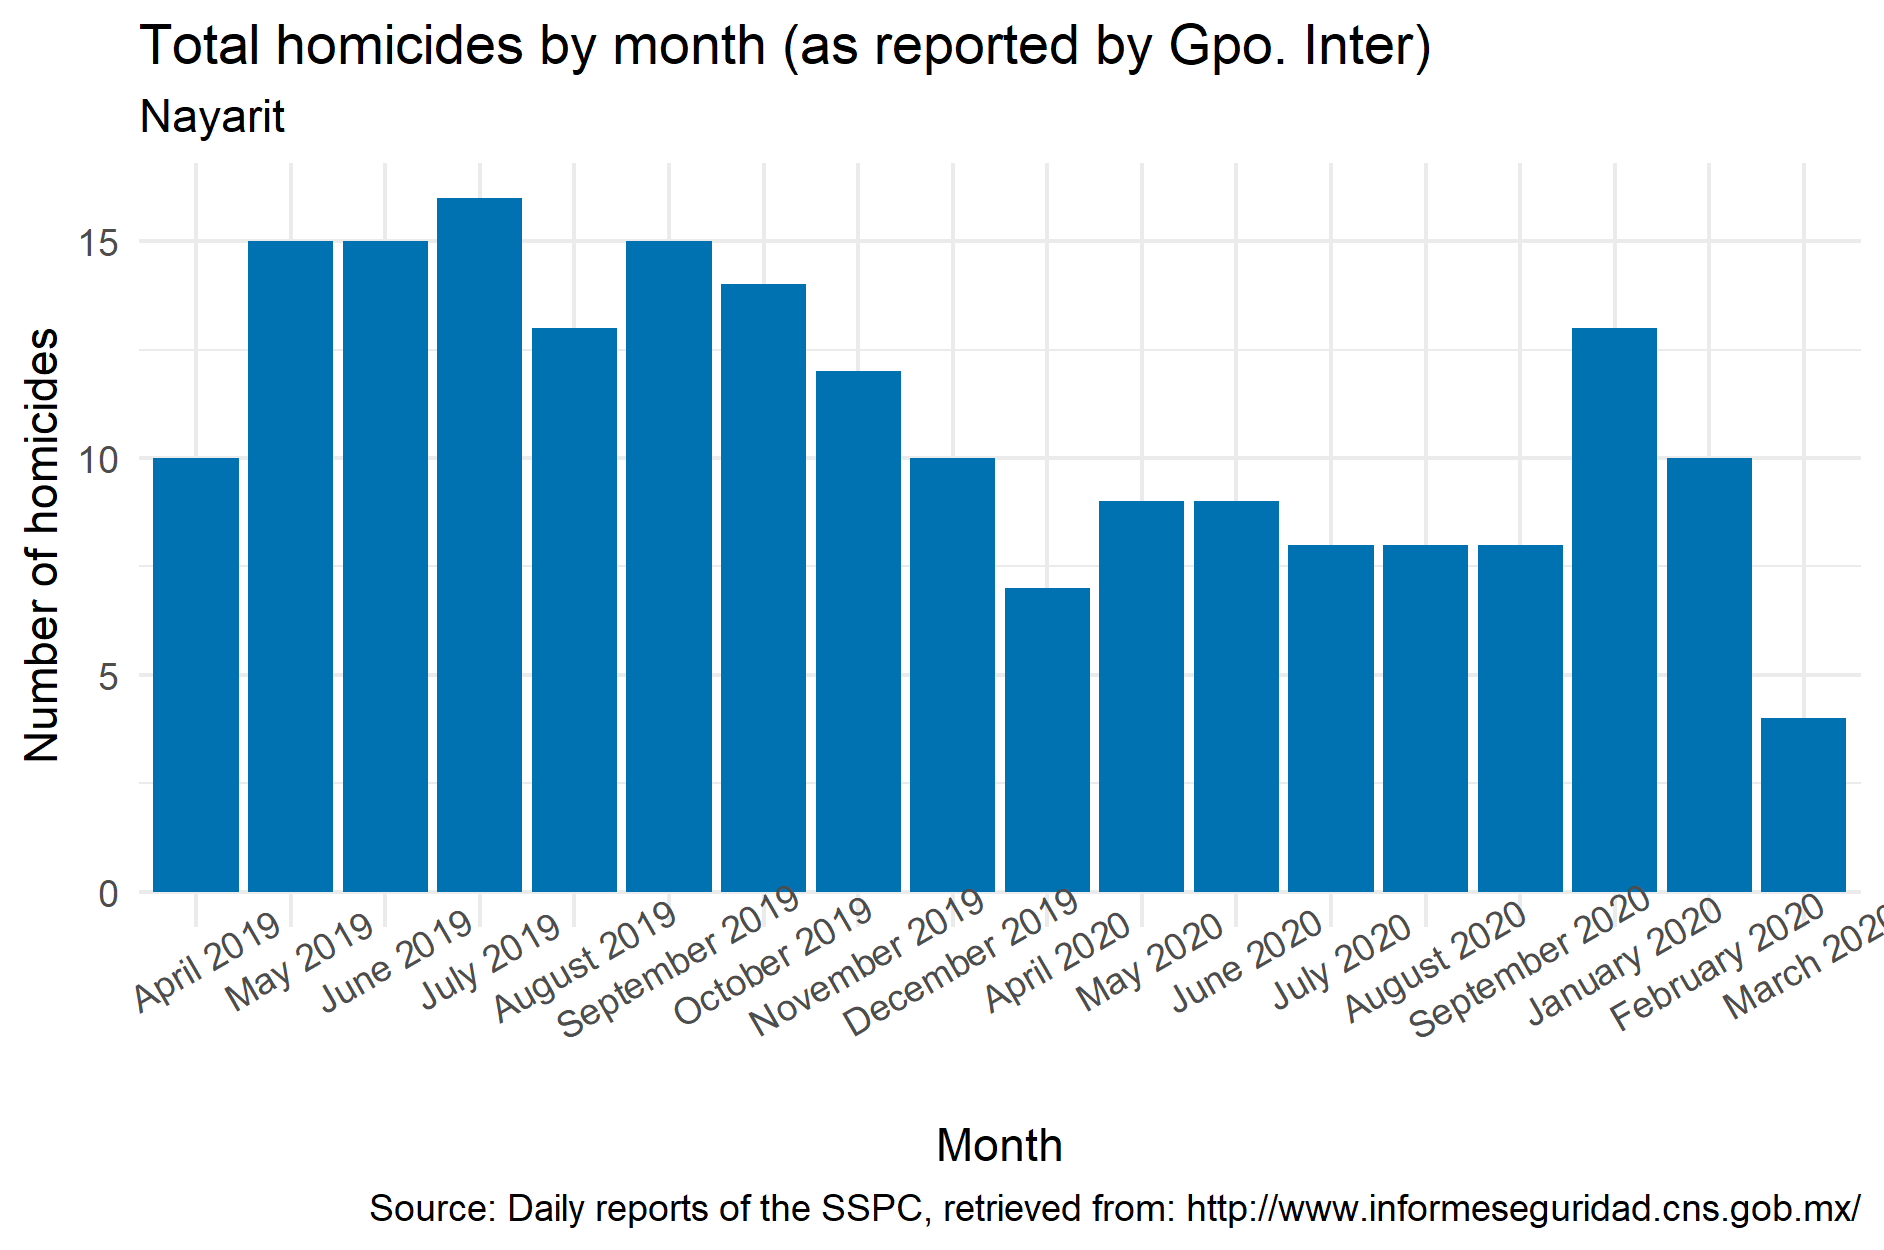 Total homicides by month (as reported by Gpo. Inter)
Nayarit
Number of homicides
15
10
5
0
April 2019
May 2019
June 2019
July 2019
August 2019
September 2019
October 2019
November 2019
December 2019
April 2020
May 2020
June 2020
July 2020
August 2020
September 2020
January 2020
February 2020
March 2020
Month
Source: Daily reports of the SSPC, retrieved from: http://www.informeseguridad.cns.gob.mx/